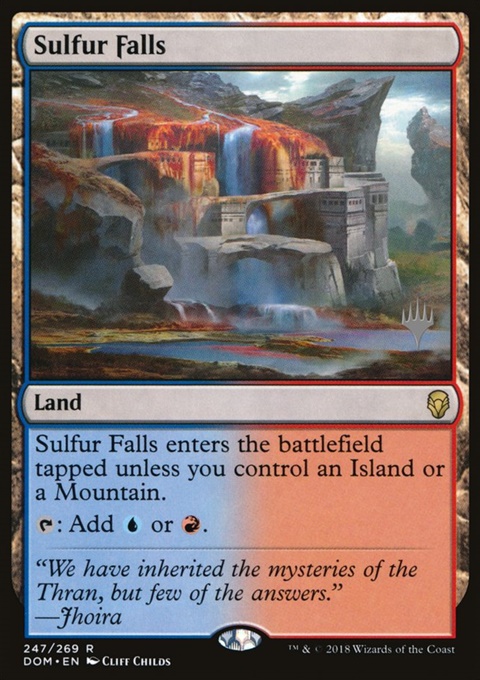 Sulfur Falls
Land
Sulfur Falls enters the battlefield
tapped unless you control an Island or
a Mountain.
: Add or .
“We have inherited the mysteries of the
Thran, but few of the answers.”
—Jhoira
247/269 R
DOM • EN Cliff Childs
™ & © 2018 Wizards of the Coast